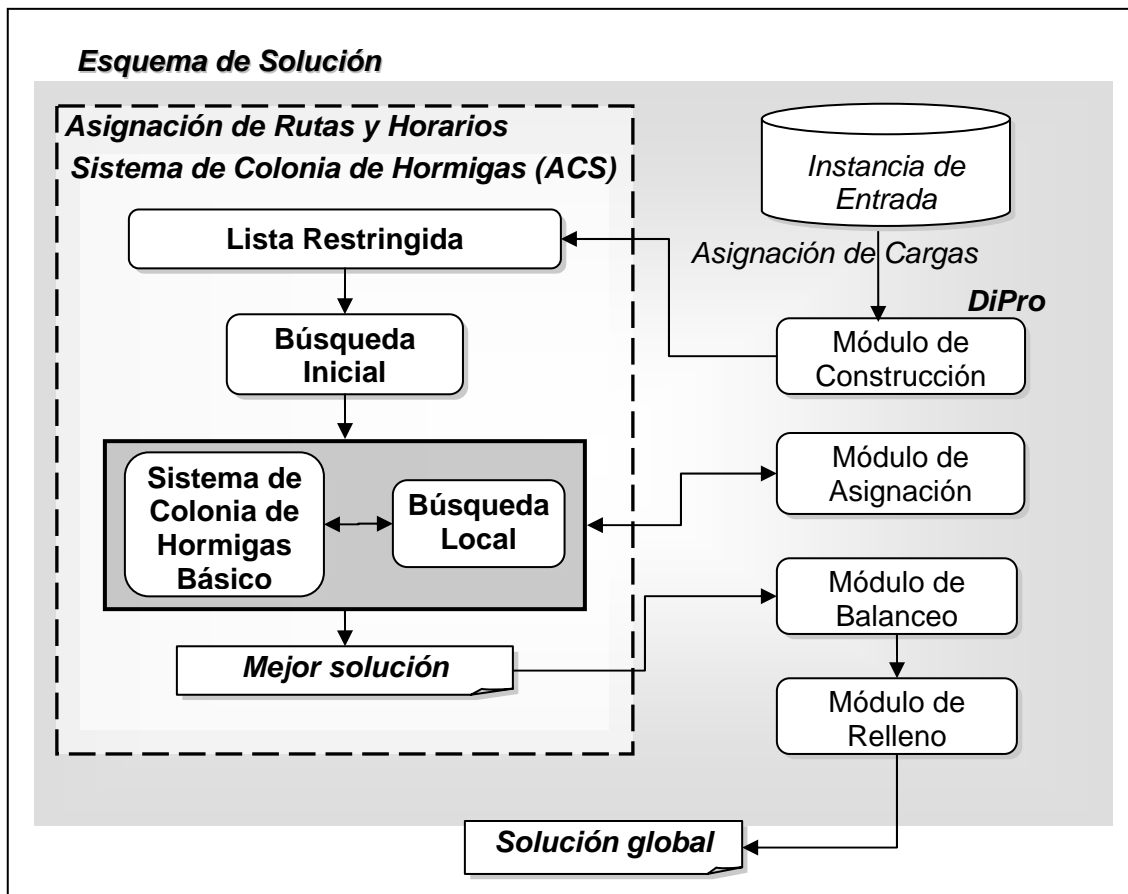 Esquema de Solución
Asignación de Rutas y Horarios
Sistema de Colonia de Hormigas (ACS)
Lista Restringida
Búsqueda
Inicial
Sistema de
Colonia de
Hormigas
Básico
Búsqueda
Local
Mejor solución
Instancia de
Entrada
Asignación de Cargas
DiPro
Módulo de
Construcción
Módulo de
Asignación
Módulo de
Balanceo
Módulo de
Relleno
Solución global